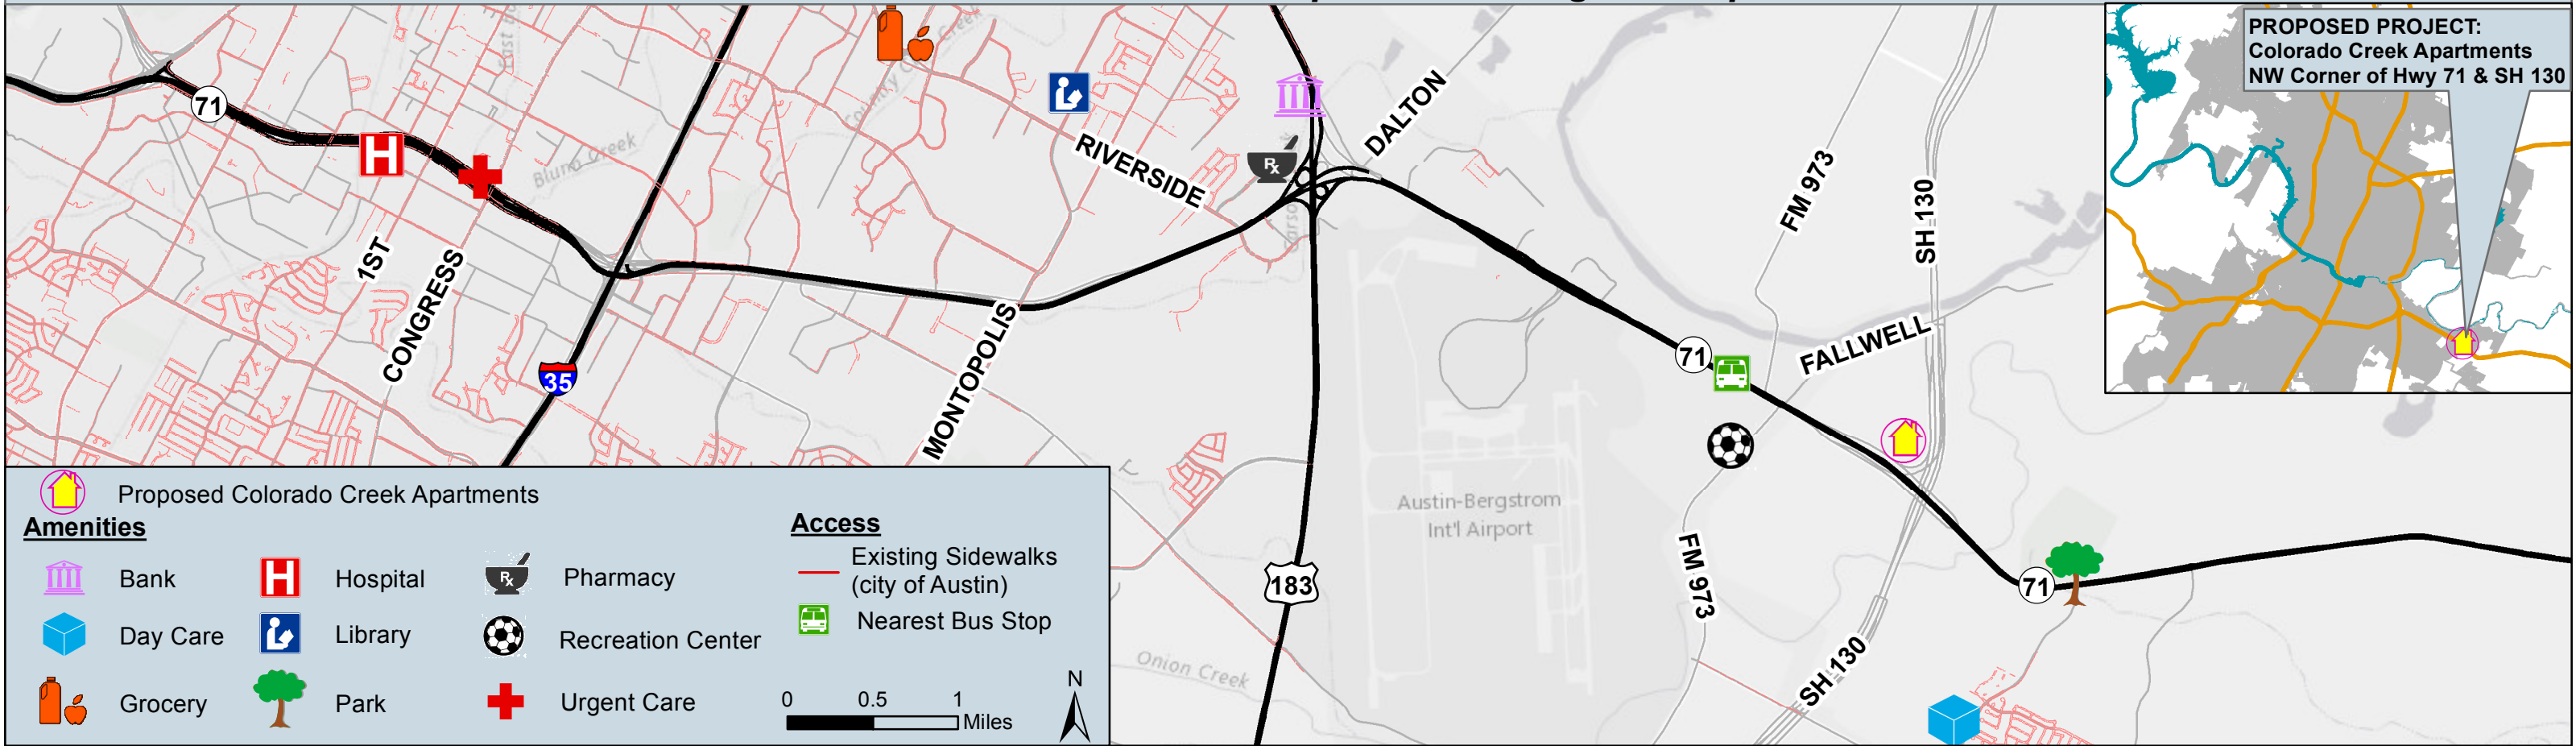 PROPOSED PROJECT:
Colorado Creek Apartments
NW Corner of Hwy 71 & SH 130
71
H
Bluno Creek
1ST
CONGRESS
35
RIVERSIDE
Rx
DALTON
MONTOPOLIS
183
Austin-Bergstrom
Int'l Airport
Onion Creek
FM 973
SH 130
71
FALLWELL
FM 973
SH 130
71
Proposed Colorado Creek Apartments
Amenities
Bank
H
Hospital
Rx
Pharmacy
Day Care
Library
Recreation Center
Grocery
Park
Urgent Care
Access
Existing Sidewalks
(city of Austin)
Nearest Bus Stop
0 0.5 1
Miles
N